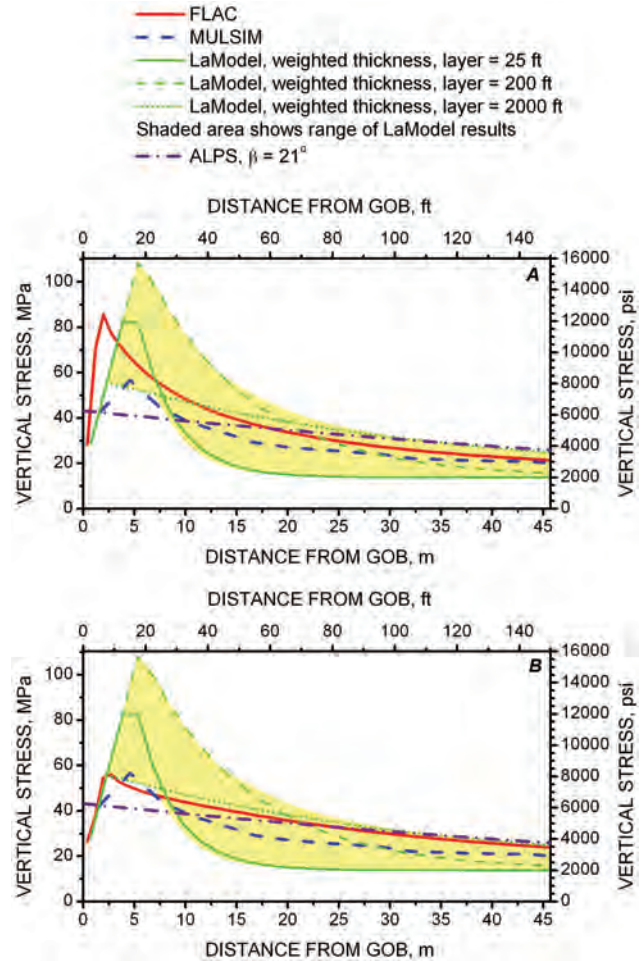 FLAC
MULSIM
LaModel, weighted thickness, layer = 25 ft
LaModel, weighted thickness, layer = 200 ft
LaModel, weighted thickness, layer = 2000 ft
Shaded area shows range of LaModel results
ALPS, β = 21°
DISTANCE FROM GOB, ft
0 20 40 60 80 100 120 140
A
VERTICAL STRESS, MPa
100
80
60
40
20
0
VERTICAL STRESS, psi
16000
14000
12000
10000
8000
6000
4000
2000
0
0 5 10 15 20 25 30 35 40 45
DISTANCE FROM GOB, m
DISTANCE FROM GOB, ft
0 20 40 60 80 100 120 140
B
VERTICAL STRESS, MPa
100
80
60
40
20
0
VERTICAL STRESS, psi
16000
14000
12000
10000
8000
6000
4000
2000
0
0 5 10 15 20 25 30 35 40 45
DISTANCE FROM GOB, m